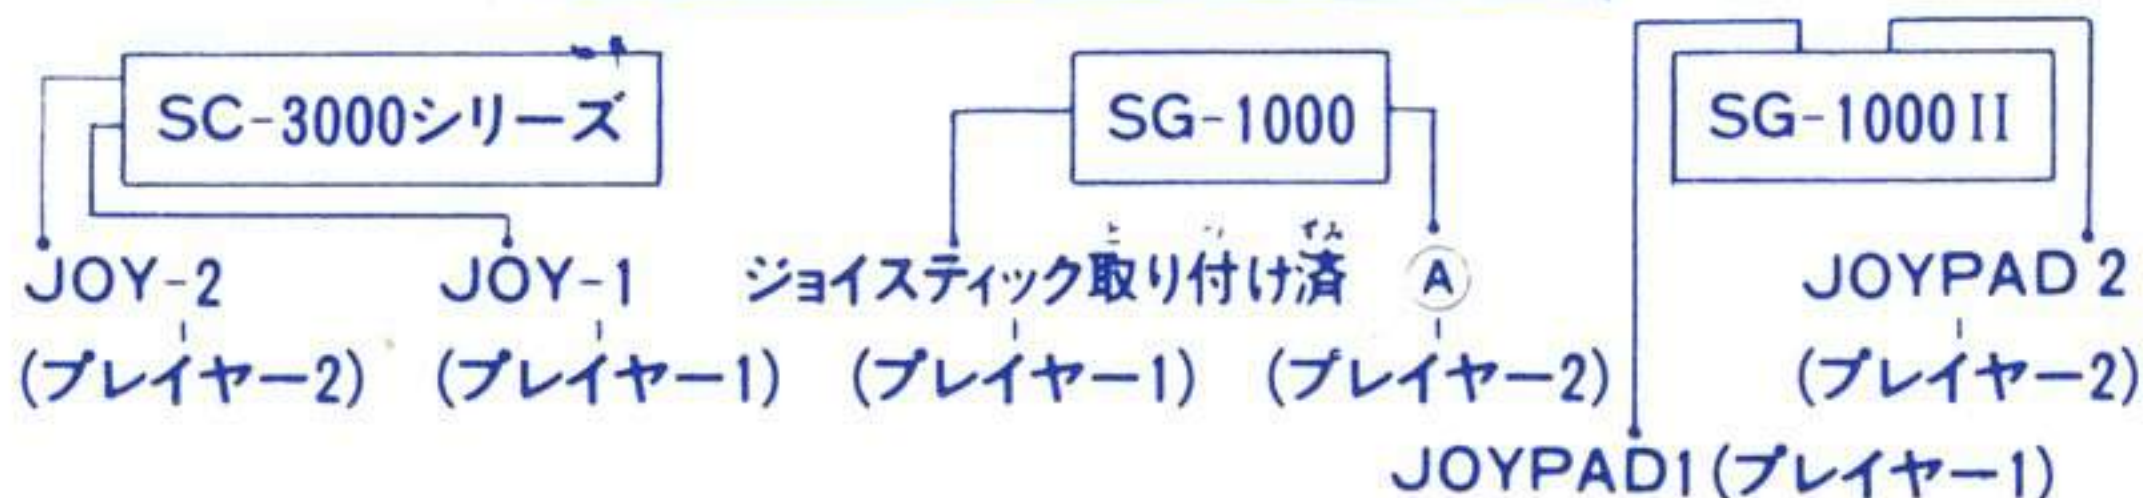 SC-3000シリーズ
SG-1000
SG-1000II
JOY-2
JOY-1
ジョイスティック取り付け済
Ⓐ
JOYPAD 2
(プレイヤー2)
(プレイヤー1)
(プレイヤー1)
(プレイヤー2)
(プレイヤー2)
JOYPAD1(プレイヤー1)